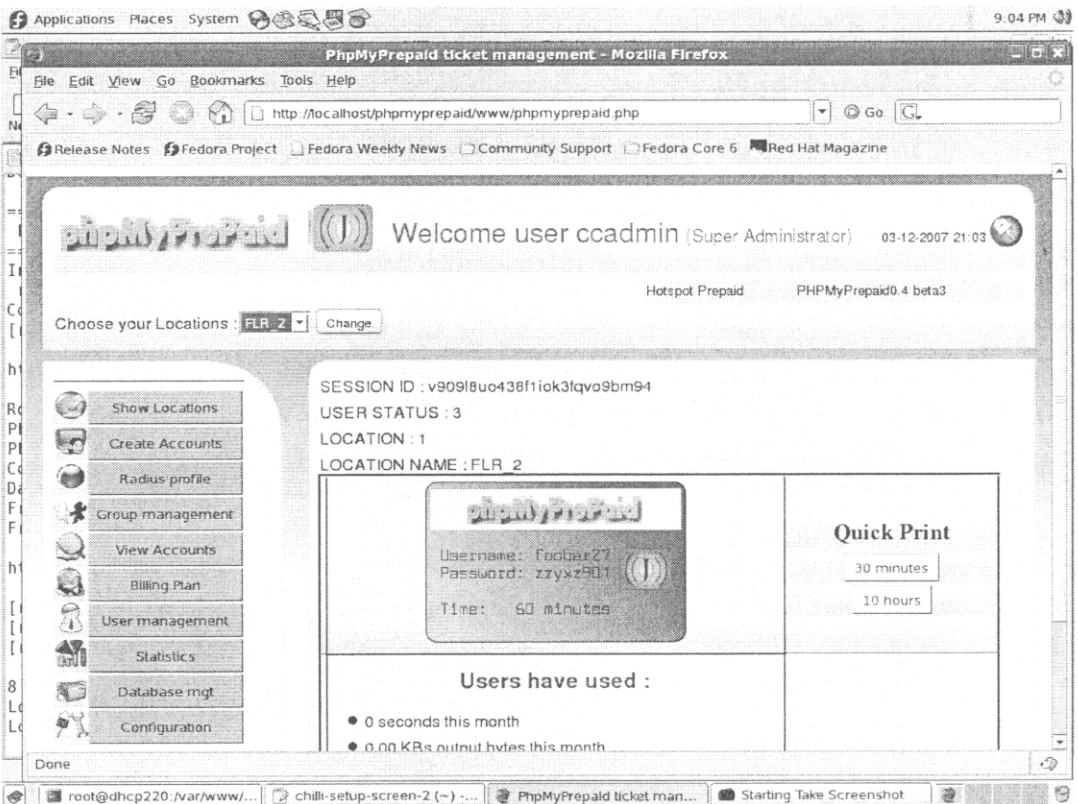 Applications Places System 9:04 PM
PhpMyPrepaid ticket management - Mozilla Firefox
File Edit View Go Bookmarks Tools Help
http://localhost/phpmyprepaid/www/phpmyprepaid.php Go
Release Notes Fedora Project Fedora Weekly News Community Support Fedora Core 6 Red Hat Magazine
phpMyPrePaid Welcome user ccadmin (Super Administrator) 03-12-2007 21:03
Hotspot Prepaid PHPMyPrepaid0.4 beta3
Choose your Locations : FLR_2 Change
SESSION ID : v909l8uo438f1iok3fqvo9bm94
USER STATUS : 3
LOCATION : 1
LOCATION NAME : FLR_2
Show Locations
Create Accounts
Radius profile
Group management
View Accounts
Billing Plan
User management
Statistics
Database mgt
Configuration
phpMyPrePaid
Username: foobar27
Password: zzyxz901
Time: 60 minutes
Quick Print
30 minutes
10 hours
Users have used :
0 seconds this month
0.00 KBs output bytes this month
Done
root@dhcp220:/var/www/... chilli-setup-screen-2 (~) -... PhpMyPrepaid ticket man... Starting Take Screenshot